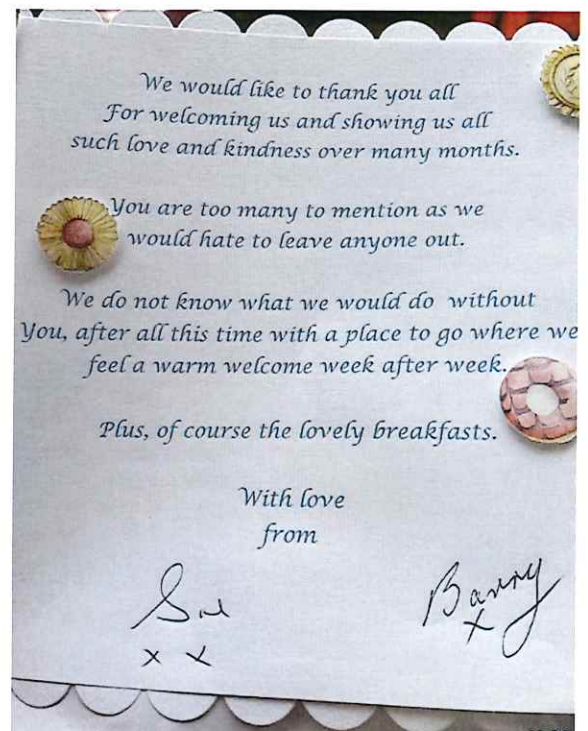 We would like to thank you all
For welcoming us and showing us all
such love and kindness over many months.
You are too many to mention as we
would hate to leave anyone out.
We do not know what we would do without
You, after all this time with a place to go where we
feel a warm welcome week after week.
Plus, of course the lovely breakfasts.
With love
from
Sue Barry
x x x